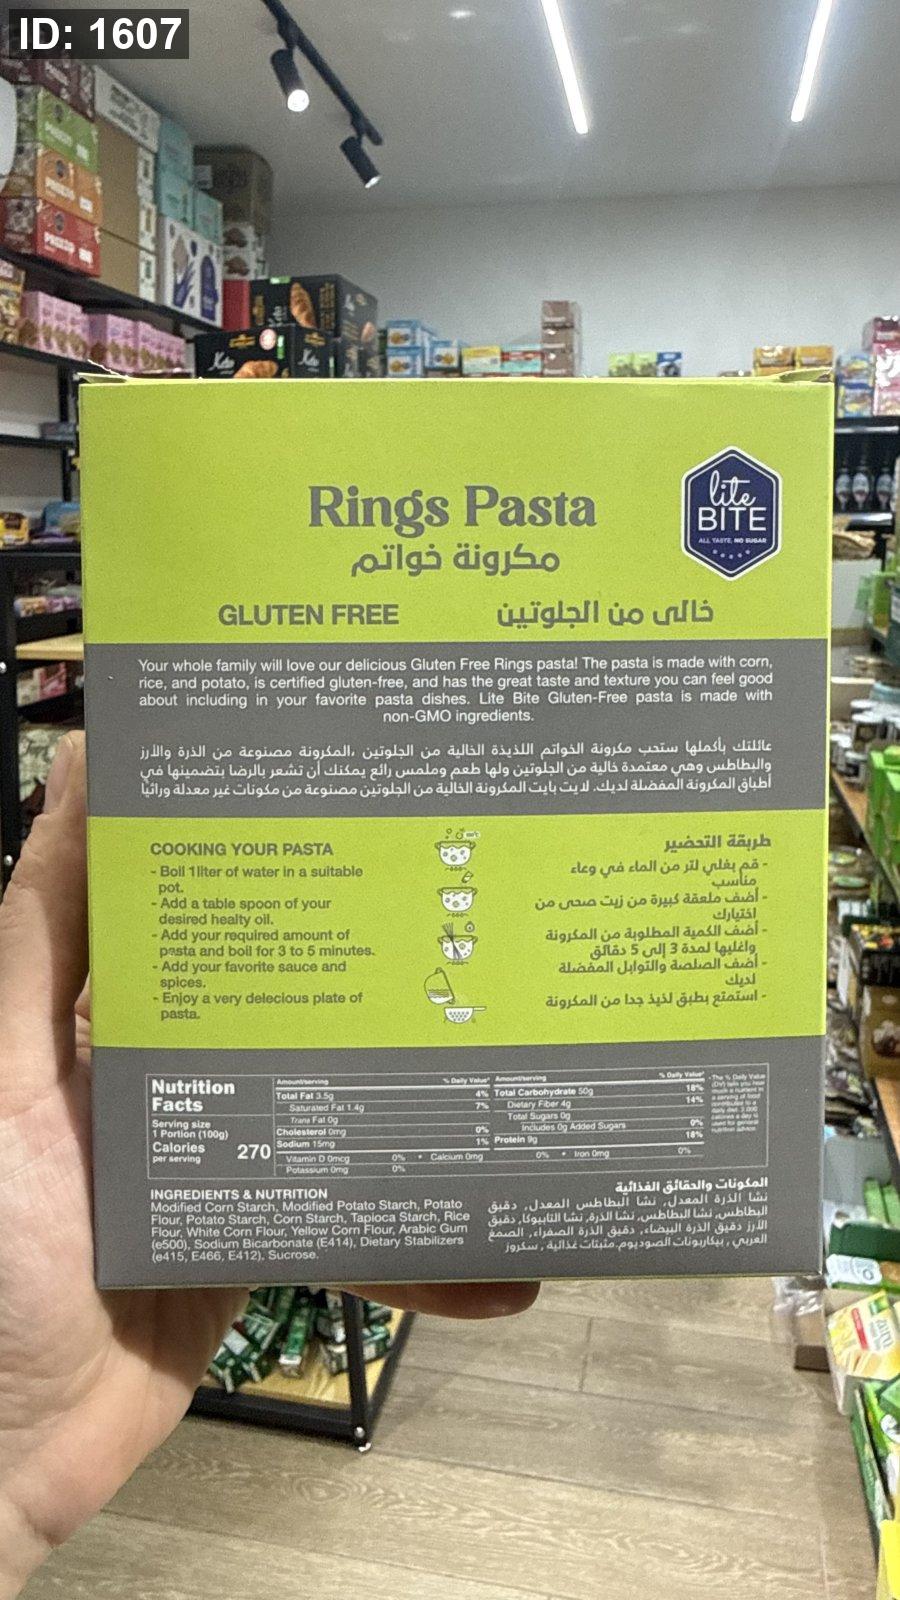 ID: 1607
Rings Pasta
مكرونة خواتم
lite
BITE
ALL TASTE, NO SUGAR
GLUTEN FREE
خالى من الجلوتين
Your whole family will love our delicious Gluten Free Rings pasta! The pasta is made with corn,
rice, and potato, is certified gluten-free, and has the great taste and texture you can feel good
about including in your favorite pasta dishes. Lite Bite Gluten-Free pasta is made with
non-GMO ingredients.
عائلتك بأكملها ستحب مكرونة الخواتم اللذيذة الخالية من الجلوتين ،المكرونة مصنوعة من الذرة والأرز
والبطاطس وهي معتمدة خالية من الجلوتين ولها طعم وملمس رائع يمكنك أن تشعر بالرضا بتضمينها في
أطباق المكرونة المفضلة لديك. لايت بايت المكرونة الخالية من الجلوتين مصنوعة من مكونات غير معدلة وراثيًا
COOKING YOUR PASTA
- Boil 1liter of water in a suitable
pot.
- Add a table spoon of your
desired healty oil.
- Add your required amount of
pasta and boil for 3 to 5 minutes.
- Add your favorite sauce and
spices.
- Enjoy a very delecious plate of
pasta.
طريقة التحضير
- قم بغلي لتر من الماء في وعاء
مناسب
- أضف ملعقة كبيرة من زيت صحى من
اختيارك
- أضف الكمية المطلوبة من المكرونة
واغليها لمدة 3 إلى 5 دقائق
- أضف الصلصة والتوابل المفضلة
لديك
- استمتع بطبق لذيذ جدا من المكرونة
Nutrition
Facts
Serving size
1 Portion (100g)
Calories 270
per serving
Amount/serving % Daily Value*
Total Fat 3.5g 4%
Saturated Fat 1.4g 7%
Trans Fat 0g
Cholesterol 0mg 0%
Sodium 15mg 1%
Amount/serving % Daily Value*
Total Carbohydrate 50g 18%
Dietary Fiber 4g 14%
Total Sugars 0g
Includes 0g Added Sugars 0%
Protein 9g 18%
Vitamin D 0mcg 0% • Calcium 0mg 0% • Iron 0mg 0%
Potassium 0mg 0%
INGREDIENTS & NUTRITION
Modified Corn Starch, Modified Potato Starch, Potato
Flour, Potato Starch, Corn Starch, Tapioca Starch, Rice
Flour, White Corn Flour, Yellow Corn Flour, Arabic Gum
(e500), Sodium Bicarbonate (E414), Dietary Stabilizers
(e415, E466, E412), Sucrose.
المكونات والحقائق الغذائية
نشا الذرة المعدل، نشا البطاطس المعدل، دقيق
البطاطس, نشا البطاطس, نشا الذرة, نشا التابيوكا, دقيق
الأرز دقيق الذرة البيضاء, دقيق الذرة الصفراء, الصمغ
العربي, بيكاربونات الصوديوم, مثبتات غذائية, سكروز